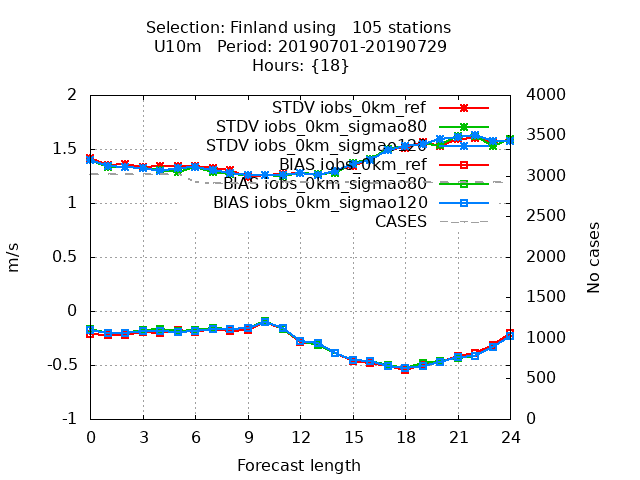 Selection: Finland using   105 stations
U10m   Period: 20190701-20190729
Hours: {18}
STDV iobs_0km_ref
STDV iobs_0km_sigmao80
STDV iobs_0km_sigmao120
BIAS iobs_0km_ref
BIAS iobs_0km_sigmao80
BIAS iobs_0km_sigmao120
CASES
2
1.5
1
0.5
0
-0.5
-1
m/s
4000
3500
3000
2500
2000
1500
1000
500
0
No cases
0 3 6 9 12 15 18 21 24
Forecast length